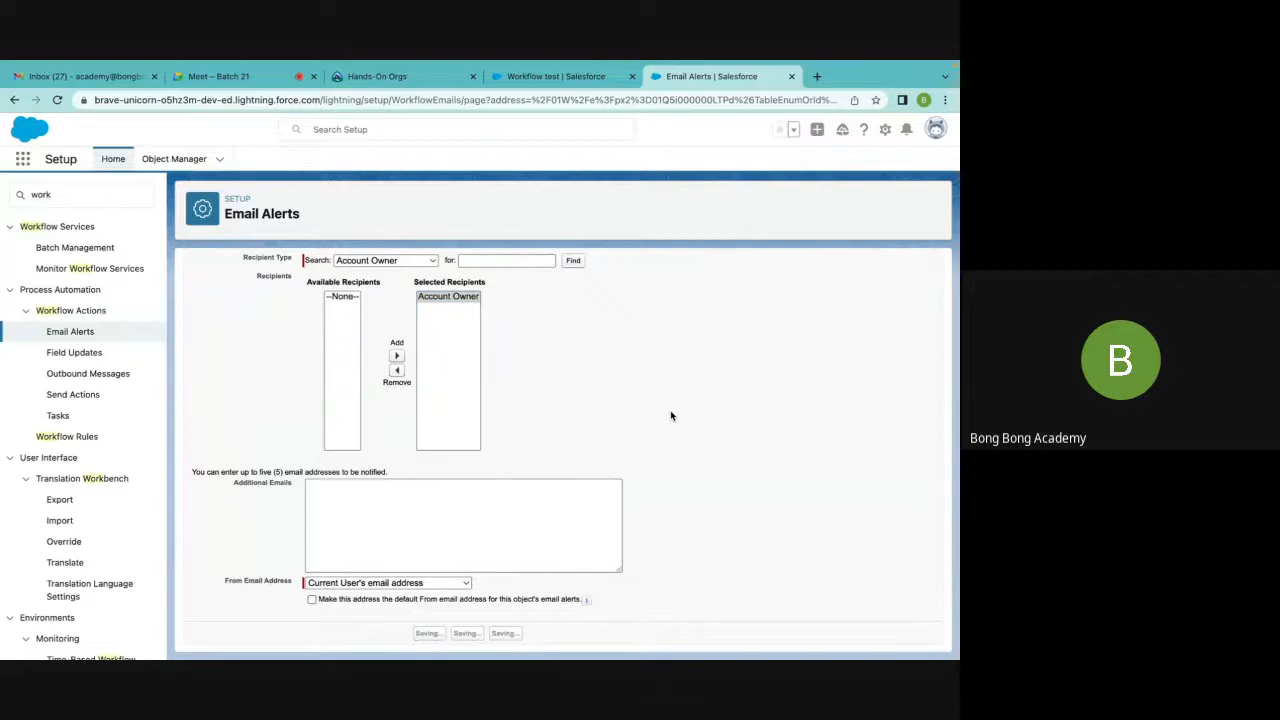 Inbox (27) - academy@bongb
Meet – Batch 21
Hands-On Orgs
Workflow test | Salesforce
Email Alerts | Salesforce
brave-unicorn-o5hz3m-dev-ed.lightning.force.com/lightning/setup/WorkflowEmails/page?address=%2F01W%2Fe%3Fpx2%3D01Q5i000000LTPd%26TableEnumOrId%...
B
Search Setup
Setup
Home
Object Manager
work
Workflow Services
Batch Management
Monitor Workflow Services
Process Automation
Workflow Actions
Email Alerts
Field Updates
Outbound Messages
Send Actions
Tasks
Workflow Rules
User Interface
Translation Workbench
Export
Import
Override
Translate
Translation Language
Settings
Environments
Monitoring
Time-Based Workflow
SETUP
Email Alerts
Recipient Type
Search:
Account Owner
for:
Find
Recipients
Available Recipients
Selected Recipients
--None--
Account Owner
Add
Remove
You can enter up to five (5) email addresses to be notified.
Additional Emails
From Email Address
Current User's email address
Make this address the default From email address for this object's email alerts.
i
Saving...
Saving...
Saving...
B
Bong Bong Academy